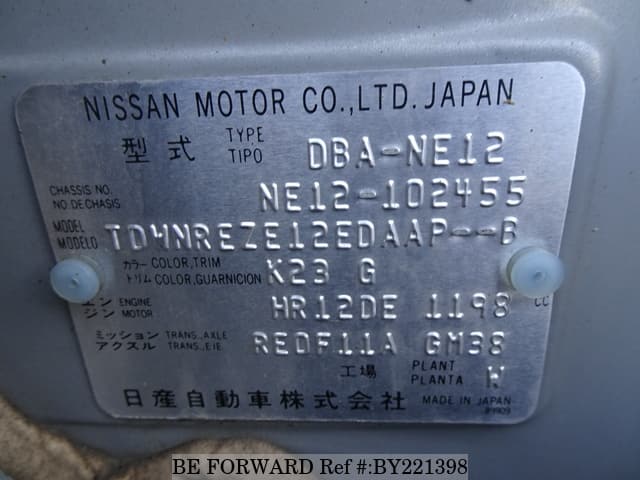 NISSAN MOTOR CO.,LTD. JAPAN
型式 TYPE TIPO DBA-NE12
CHASSIS NO. NO DE CHASIS NE12-102455
MODEL MODELO TDWNREZE12EDAAP--B
カラー COLOR,TRIM
トリム COLOR,GUARNICION K23 G
エンジン ENGINE MOTOR HR12DE 1198 CC
ミッション TRANS.,AXLE
アクスル TRANS.,EJE RE0F11A GM38
工場 PLANT PLANTA W
日産自動車株式会社 MADE IN JAPAN
BE FORWARD Ref #:BY221398